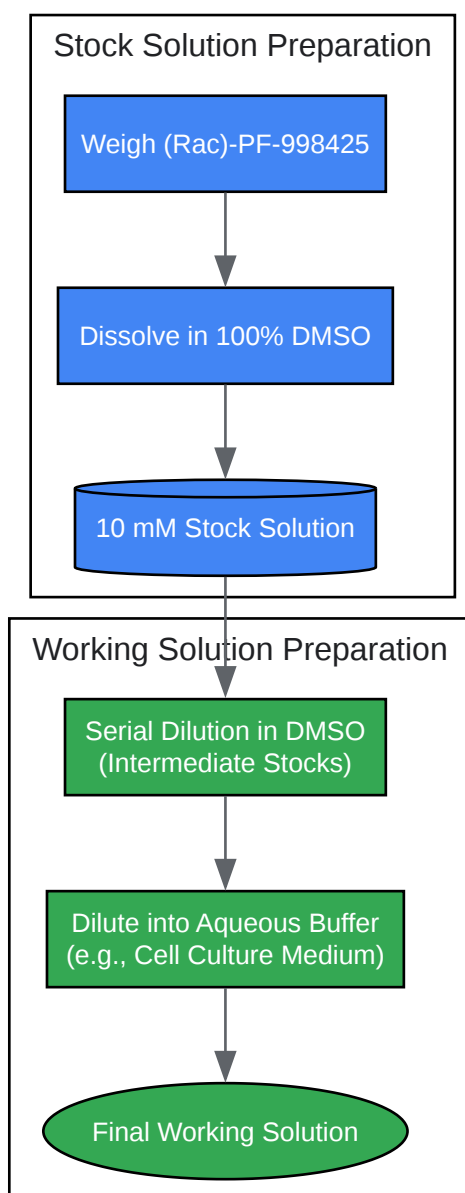 Stock Solution Preparation
Weigh (Rac)-PF-998425
Dissolve in 100% DMSO
10 mM Stock Solution
Working Solution Preparation
Serial Dilution in DMSO
(Intermediate Stocks)
Dilute into Aqueous Buffer
(e.g., Cell Culture Medium)
Final Working Solution